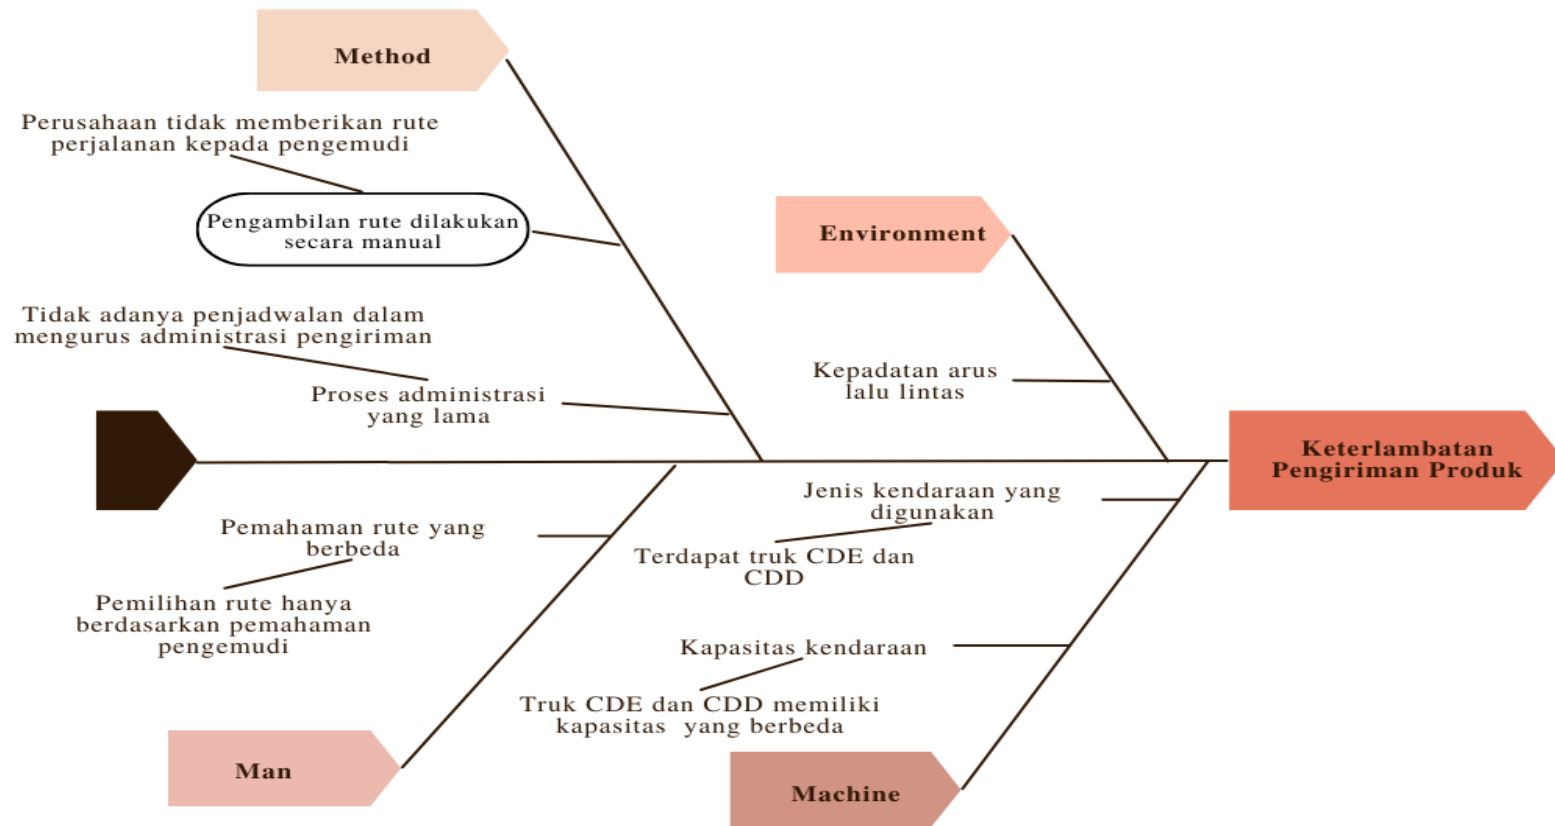 Method
Perusahaan tidak memberikan rute
perjalanan kepada pengemudi
Pengambilan rute dilakukan
secara manual
Tidak adanya penjadwalan dalam
mengurus administrasi pengiriman
Proses administrasi
yang lama
Environment
Kepadatan arus
lalu lintas
Keterlambatan
Pengiriman Produk
Pemahaman rute yang
berbeda
Pemilihan rute hanya
berdasarkan pemahaman
pengemudi
Man
Jenis kendaraan yang
digunakan
Terdapat truk CDE dan
CDD
Kapasitas kendaraan
Truk CDE dan CDD memiliki
kapasitas yang berbeda
Machine